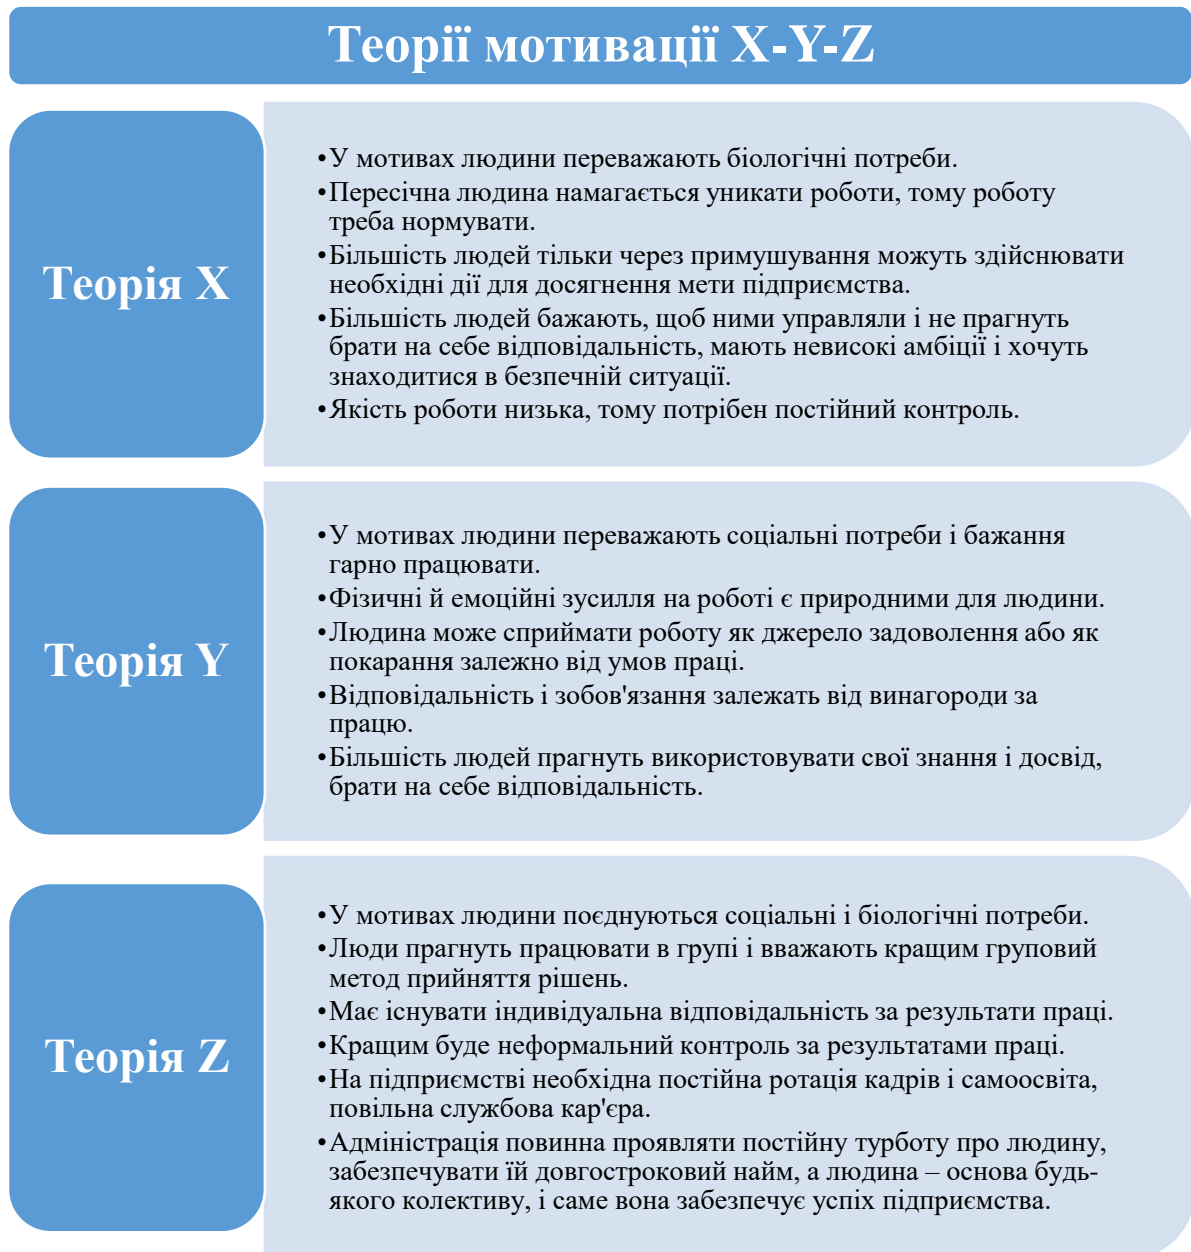 Теорії мотивації X-Y-Z
Теорія X
•У мотивах людини переважають біологічні потреби.
•Пересічна людина намагається уникати роботи, тому роботу
треба нормувати.
•Більшість людей тільки через примушування можуть здійснювати
необхідні дії для досягнення мети підприємства.
•Більшість людей бажають, щоб ними управляли і не прагнуть
брати на себе відповідальність, мають невисокі амбіції і хочуть
знаходитися в безпечній ситуації.
•Якість роботи низька, тому потрібен постійний контроль.
Теорія Y
•У мотивах людини переважають соціальні потреби і бажання
гарно працювати.
•Фізичні й емоційні зусилля на роботі є природними для людини.
•Людина може сприймати роботу як джерело задоволення або як
покарання залежно від умов праці.
•Відповідальність і зобов'язання залежать від винагороди за
працю.
•Більшість людей прагнуть використовувати свої знання і досвід,
брати на себе відповідальність.
Теорія Z
•У мотивах людини поєднуються соціальні і біологічні потреби.
•Люди прагнуть працювати в групі і вважають кращим груповий
метод прийняття рішень.
•Має існувати індивідуальна відповідальність за результати праці.
•Кращим буде неформальний контроль за результатами праці.
•На підприємстві необхідна постійна ротація кадрів і самоосвіта,
повільна службова кар'єра.
•Адміністрація повинна проявляти постійну турботу про людину,
забезпечувати їй довгостроковий найм, а людина – основа будь-
якого колективу, і саме вона забезпечує успіх підприємства.